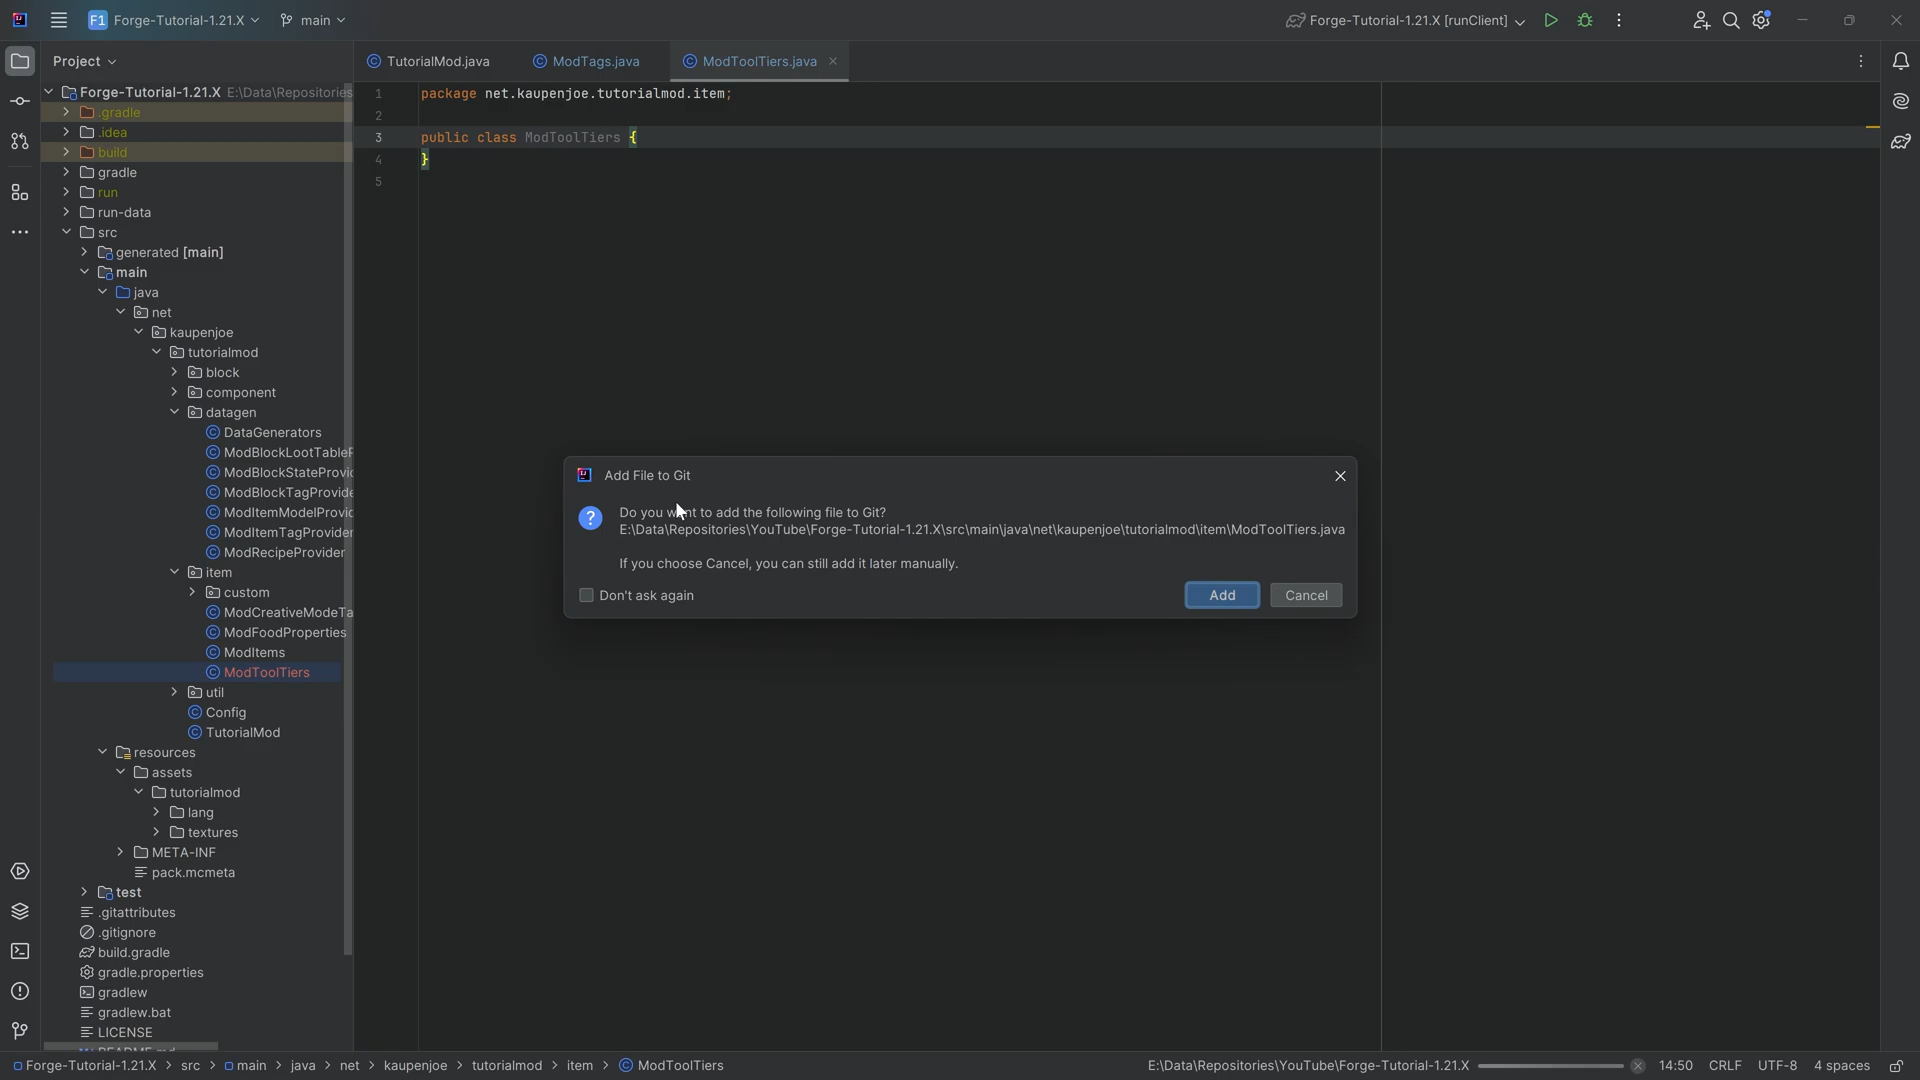 F1 Forge-Tutorial-1.21.X
main
Forge-Tutorial-1.21.X [runClient]
Project
TutorialMod.java
ModTags.java
ModToolTiers.java
Forge-Tutorial-1.21.X E:\Data\Repositories
.gradle
.idea
build
gradle
run
run-data
src
generated [main]
main
java
net
kaupenjoe
tutorialmod
block
component
datagen
DataGenerators
ModBlockLootTableP
ModBlockStateProvid
ModBlockTagProvide
ModItemModelProvid
ModItemTagProvider
ModRecipeProvider
item
custom
ModCreativeModeTa
ModFoodProperties
ModItems
ModToolTiers
util
Config
TutorialMod
resources
assets
tutorialmod
lang
textures
META-INF
pack.mcmeta
test
.gitattributes
.gitignore
build.gradle
gradle.properties
gradlew
gradlew.bat
LICENSE
1 package net.kaupenjoe.tutorialmod.item;
2
3 public class ModToolTiers {
4 }
5
Add File to Git
Do you want to add the following file to Git?
E:\Data\Repositories\YouTube\Forge-Tutorial-1.21.X\src\main\java\net\kaupenjoe\tutorialmod\item\ModToolTiers.java
If you choose Cancel, you can still add it later manually.
Don't ask again
Add
Cancel
Forge-Tutorial-1.21.X > src > main > java > net > kaupenjoe > tutorialmod > item > ModToolTiers
E:\Data\Repositories\YouTube\Forge-Tutorial-1.21.X
14:50 CRLF UTF-8 4 spaces